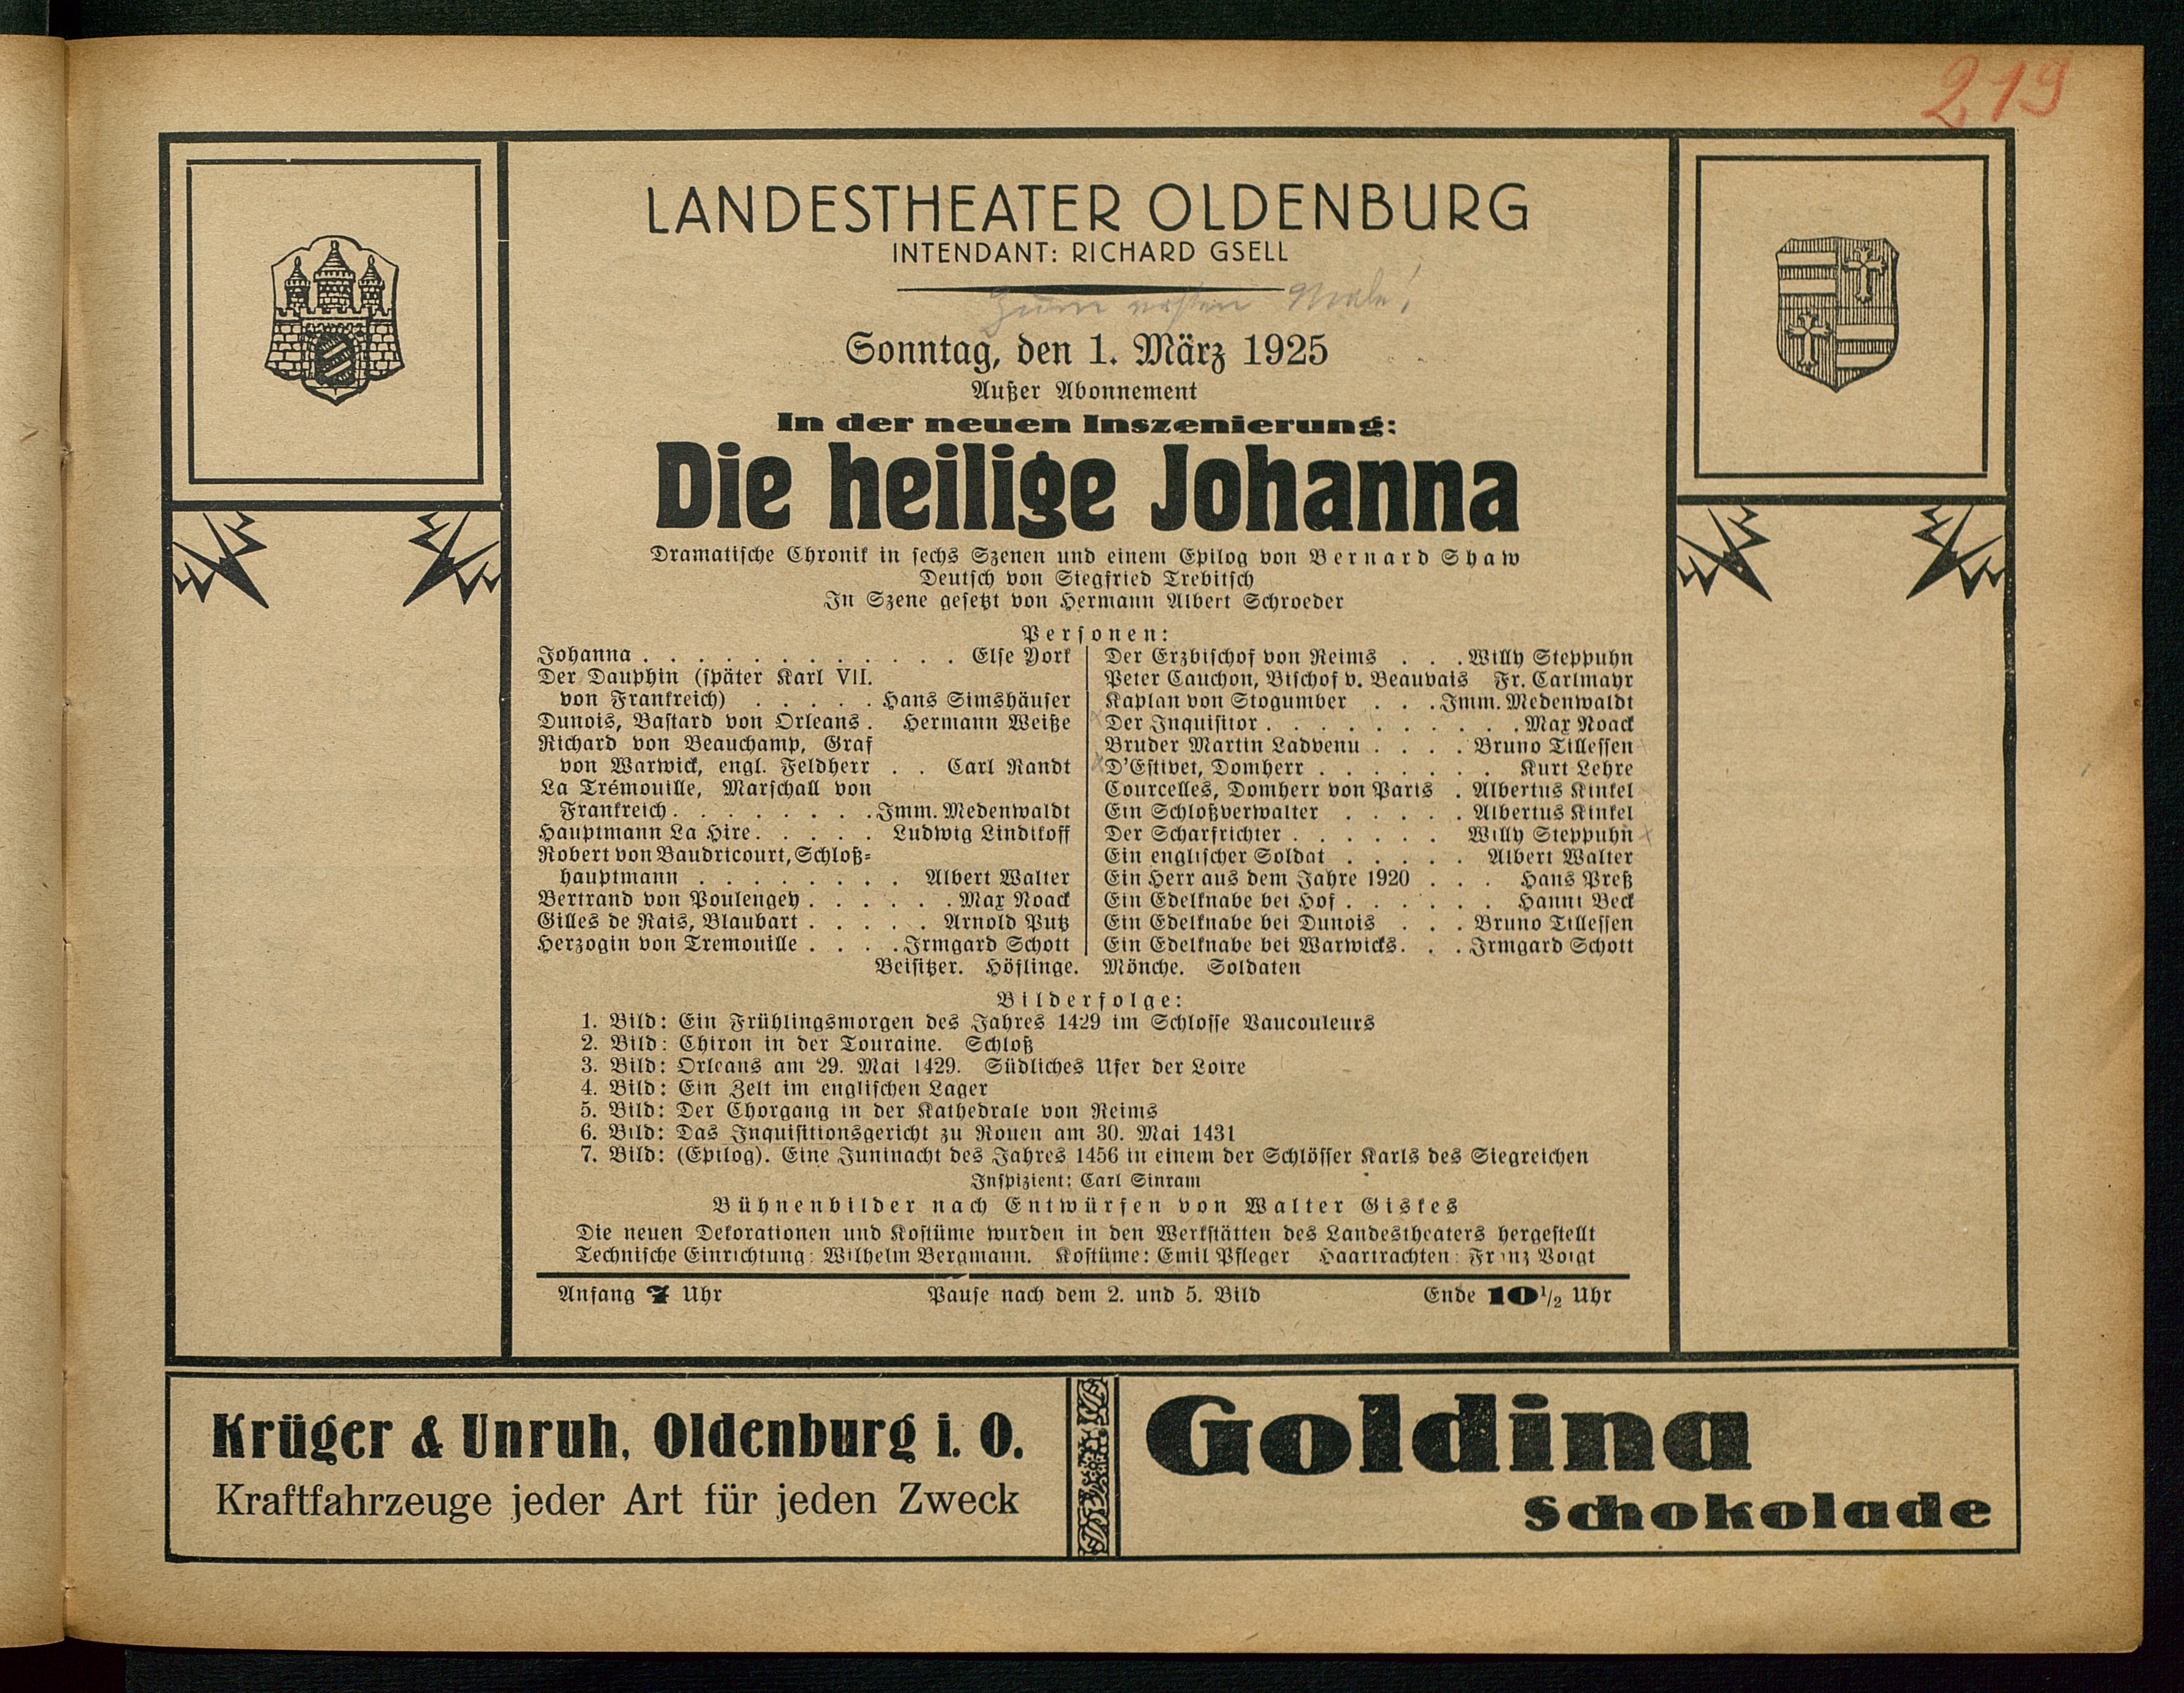 219
LANDESTHEATER OLDENBURG
INTENDANT: RICHARD GSELL
Zum ersten Male!
Sonntag, den 1. März 1925
Außer Abonnement
In der neuen Inszenierung:
Die heilige Johanna
Dramatische Chronik in sechs Szenen und einem Epilog von Bernard Shaw
Deutsch von Siegfried Trebitsch
In Szene gesetzt von Hermann Albert Schroeder
Personen:
Johanna . . . . . . . . . . . . Else York
Der Dauphin (später Karl VII.
von Frankreich) . . . . . Hans Simshäuser
Dunois, Bastard von Orleans . Hermann Weiße
Richard von Beauchamp, Graf
von Warwick, engl. Feldherr . . Carl Randt
La Trémouille, Marschall von
Frankreich . . . . . . . . Imm. Medenwaldt
Hauptmann La Hire . . . . . Ludwig Lindikoff
Robert von Baudricourt, Schloß-
hauptmann . . . . . . . . Albert Walter
Bertrand von Poulengey . . . . . . Max Noack
Gilles de Rais, Blaubart . . . . . Arnold Putz
Herzogin von Tremouille . . . . Irmgard Schott
Der Erzbischof von Reims . . . Willy Steppuhn
Peter Cauchon, Bischof v. Beauvais Fr. Carlmayr
Kaplan von Stogumber . . . Imm. Medenwaldt
Der Inquisitor . . . . . . . . . . Max Noack
Bruder Martin Ladvenu . . . . Bruno Tillessen
D'Estivet, Domherr . . . . . . . Kurt Lehre
Courcelles, Domherr von Paris . Albertus Kinkel
Ein Schloßverwalter . . . . . Albertus Kinkel
Der Scharfrichter . . . . . . Willy Steppuhn
Ein englischer Soldat . . . . . Albert Walter
Ein Herr aus dem Jahre 1920 . . . Hans Preß
Ein Edelknabe bei Hof . . . . . . Hanni Beck
Ein Edelknabe bei Dunois . . . Bruno Tillessen
Ein Edelknabe bei Warwicks . . . Irmgard Schott
Beisitzer. Höflinge. Mönche. Soldaten
Bilderfolge:
1. Bild: Ein Frühlingsmorgen des Jahres 1429 im Schlosse Vaucouleurs
2. Bild: Chiron in der Touraine. Schloß
3. Bild: Orleans am 29. Mai 1429. Südliches Ufer der Loire
4. Bild: Ein Zelt im englischen Lager
5. Bild: Der Chorgang in der Kathedrale von Reims
6. Bild: Das Inquisitionsgericht zu Rouen am 30. Mai 1431
7. Bild: (Epilog). Eine Juninacht des Jahres 1456 in einem der Schlösser Karls des Siegreichen
Inspizient: Carl Sinram
Bühnenbilder nach Entwürfen von Walter Giskes
Die neuen Dekorationen und Kostüme wurden in den Werkstätten des Landestheaters hergestellt
Technische Einrichtung: Wilhelm Bergmann. Kostüme: Emil Pfleger Haartrachten: Franz Voigt
Anfang 7 Uhr Pause nach dem 2. und 5. Bild Ende 10 1/2 Uhr
Krüger & Unruh, Oldenburg i. O.
Kraftfahrzeuge jeder Art für jeden Zweck
Goldina
Schokolade